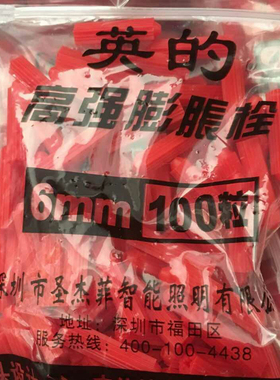 英的
高强膨胀栓
6mm 100粒
深圳市圣杰菲智能照明有限公
地址：深圳市福田区
服务热线：400-100-4438